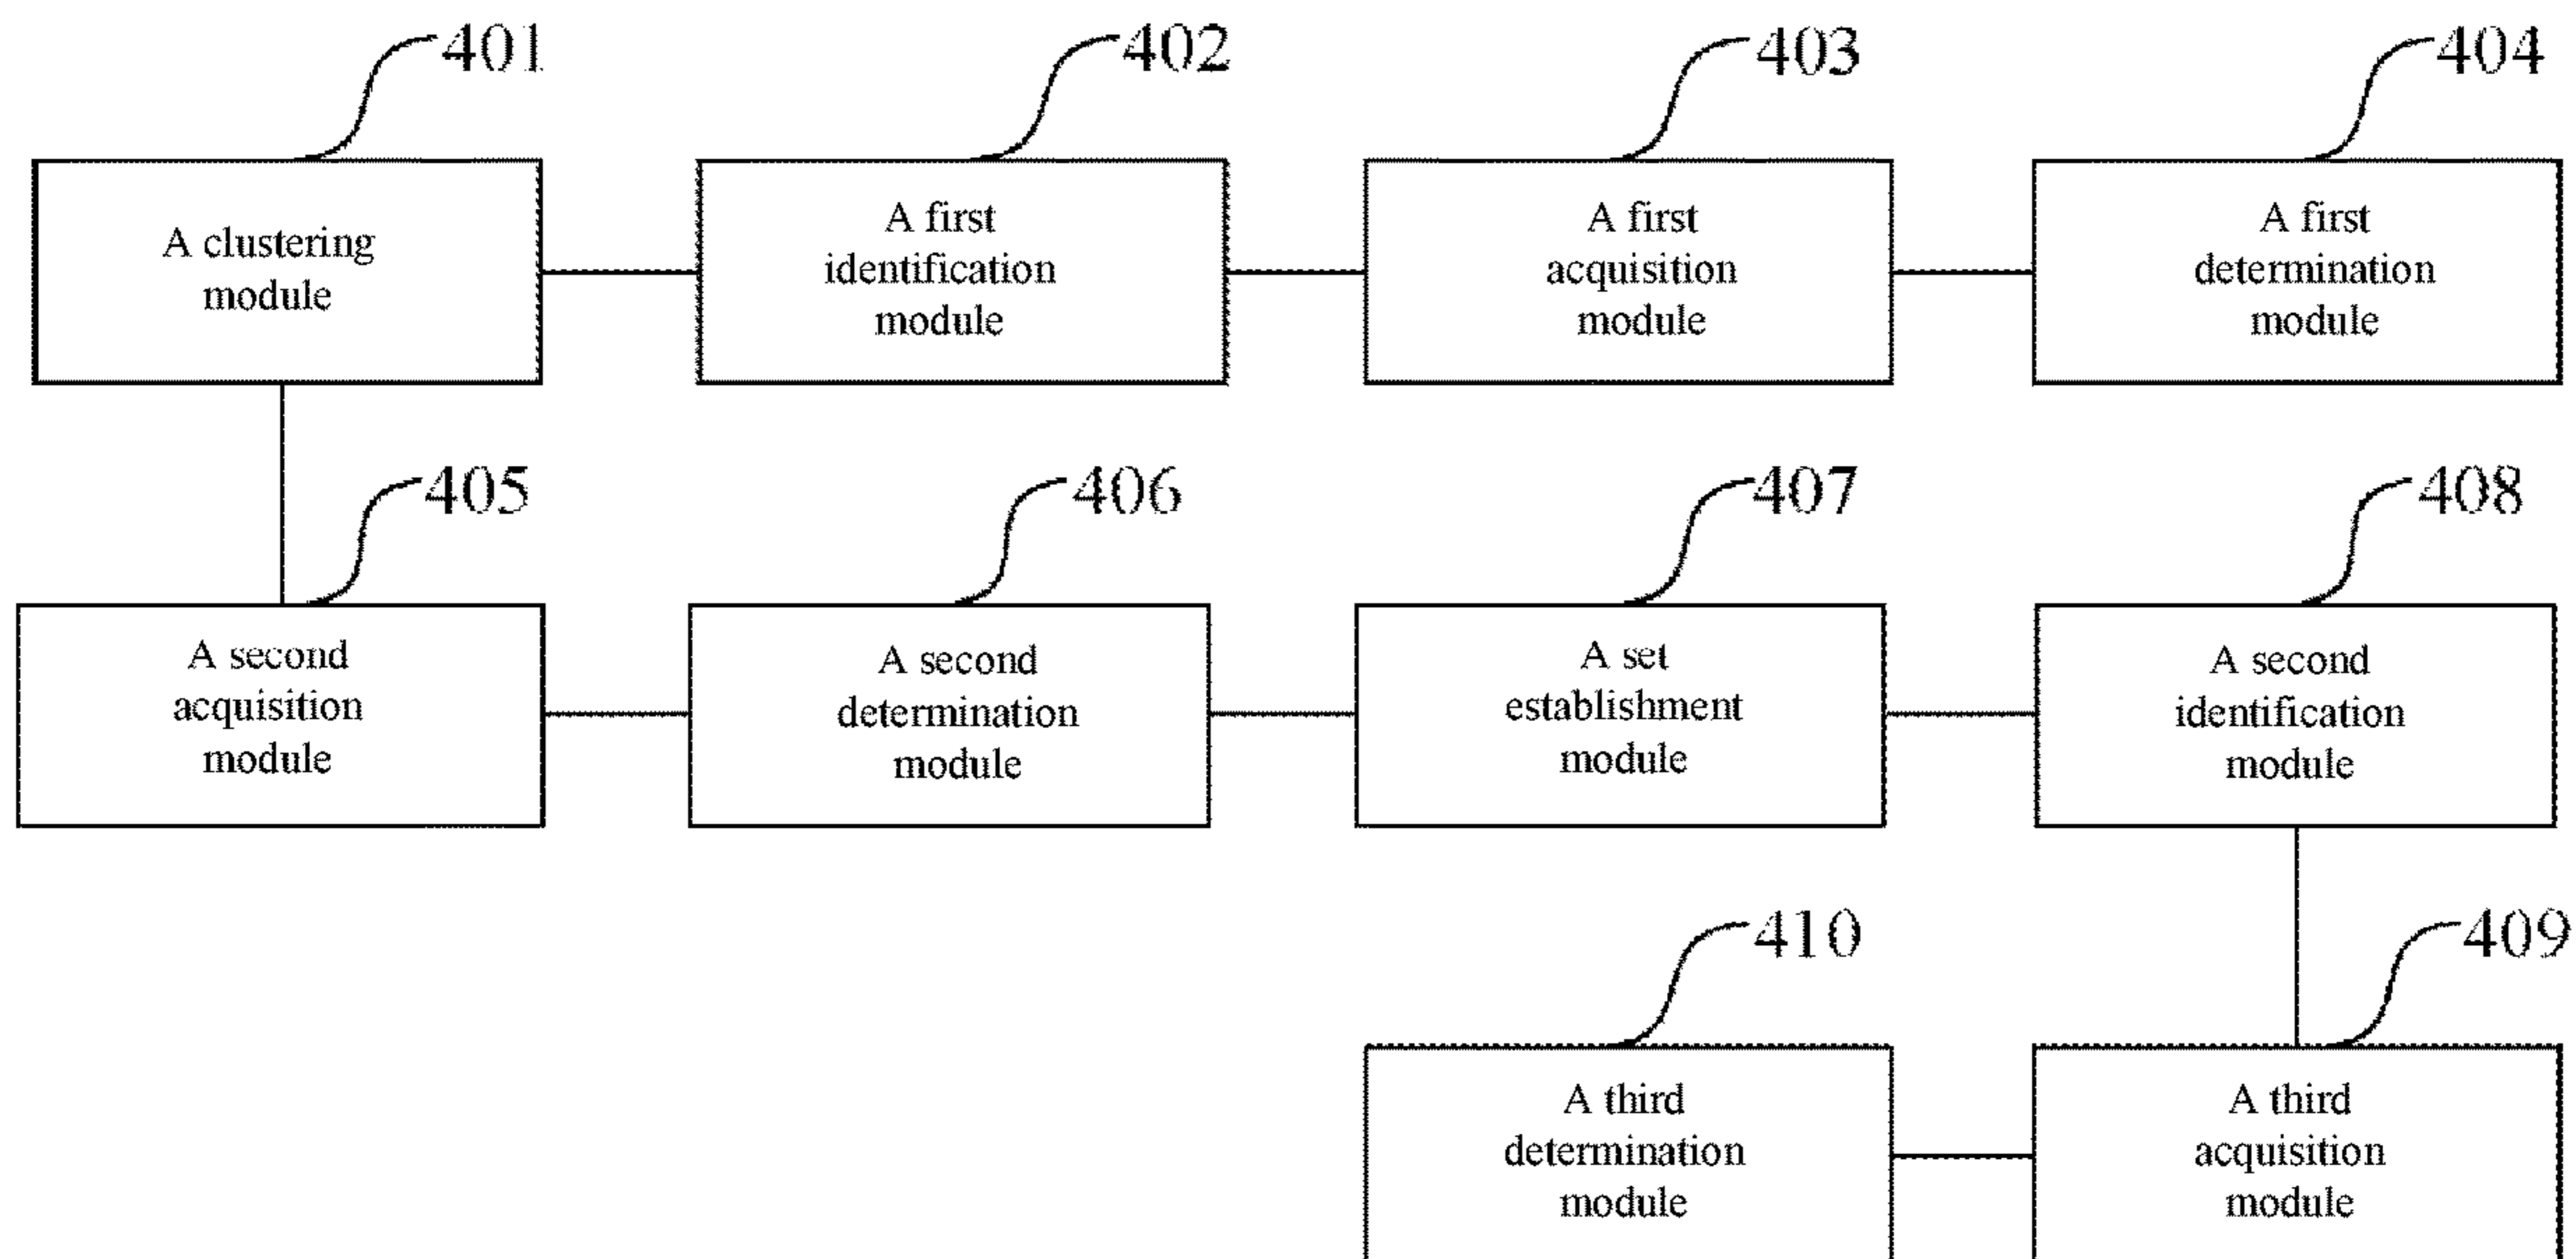 401
402
403
404
A clustering
module
A first
identification
module
A first
acquisition
module
A first
determination
module
405
406
407
408
A second
acquisition
module
A second
determination
module
A set
establishment
module
A second
identification
module
410
409
A third
determination
module
A third
acquisition
module